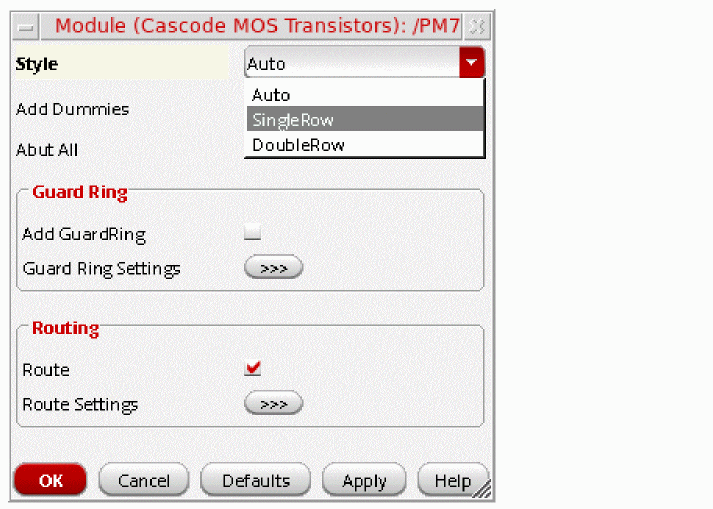 Module (Cascode MOS Transistors): /PM7
Style Auto
Auto
Add Dummies
SingleRow
DoubleRow
Abut All
Guard Ring
Add GuardRing
Guard Ring Settings >>>
Routing
Route
Route Settings >>>
OK Cancel Defaults Apply Help